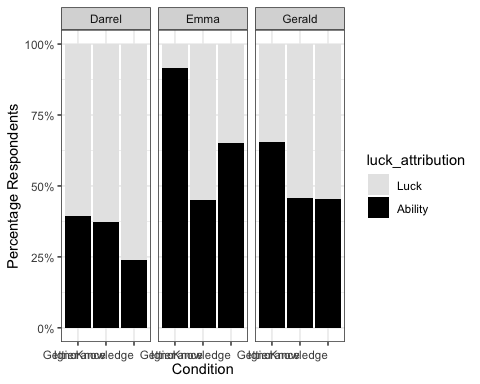 Darrel
Emma
Gerald
100%
75%
50%
25%
0%
Percentage Respondents
Condition
luck_attribution
Luck
Ability